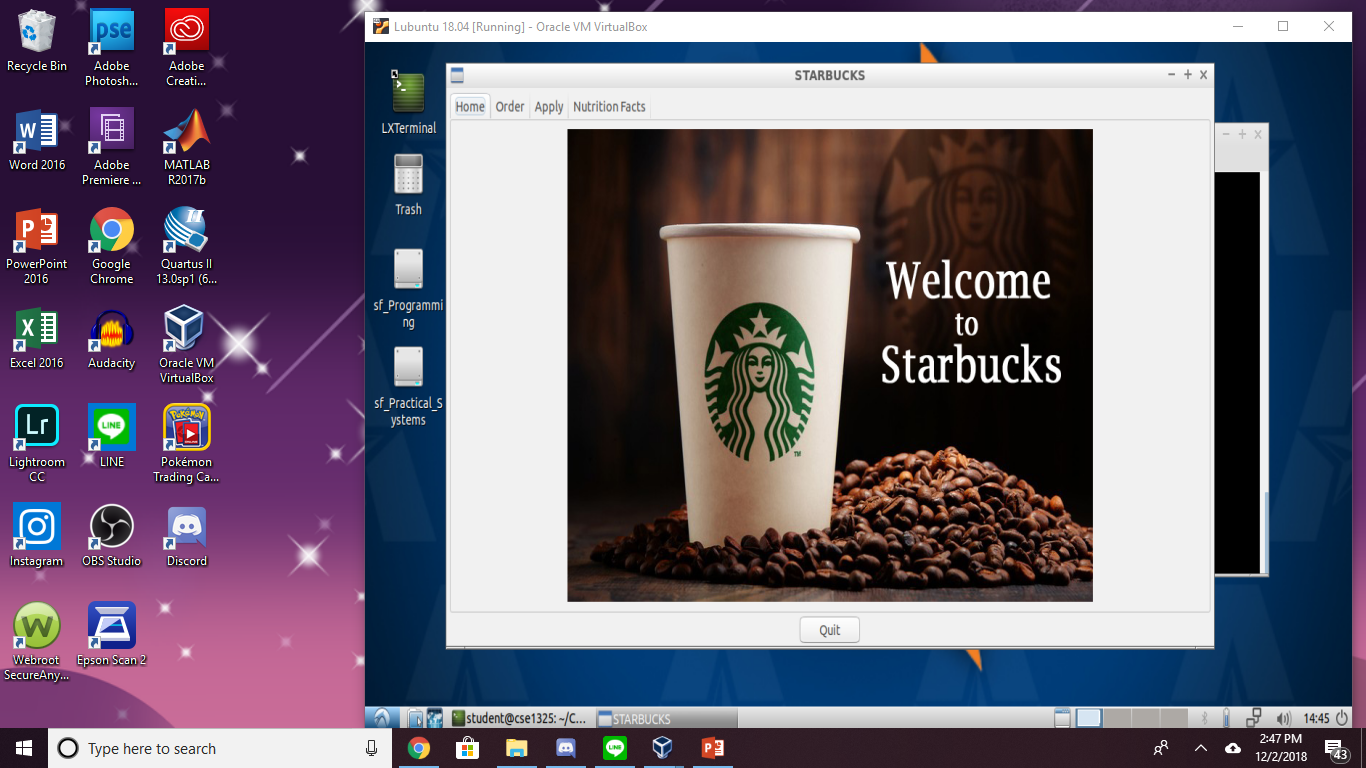 Recycle Bin
Adobe
Photosh...
Adobe
Creati...
Word 2016
Adobe
Premiere ...
MATLAB
R2017b
PowerPoint
2016
Google
Chrome
Quartus II
13.0sp1 (6...
Excel 2016
Audacity
Oracle VM
VirtualBox
Lightroom
CC
LINE
Pokémon
Trading Ca...
Instagram
OBS Studio
Discord
Webroot
SecureAny...
Epson Scan 2
Lubuntu 18.04 [Running] - Oracle VM VirtualBox
LXTerminal
Trash
sf_Programmi
ng
sf_Practical_S
ystems
STARBUCKS
Home Order Apply Nutrition Facts
Welcome
to
Starbucks
TM
Quit
student@cse1325: ~/C...
STARBUCKS
14:45
Type here to search
2:47 PM
12/2/2018
43